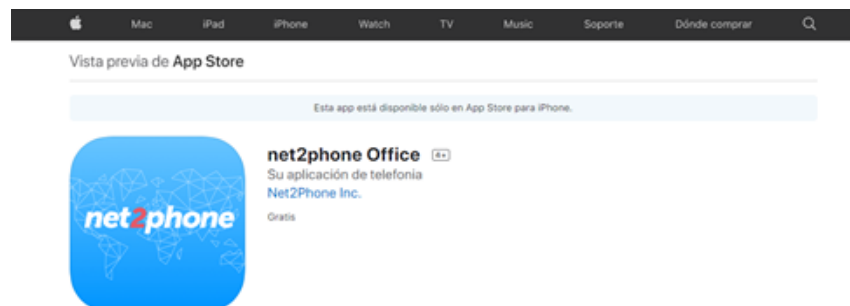 Mac iPad iPhone Watch TV Music Soporte Dónde comprar
Vista previa de App Store
Esta app está disponible sólo en App Store para iPhone.
net2phone Office 4+
Su aplicación de telefonia
Net2Phone Inc.
Gratis
net2phone